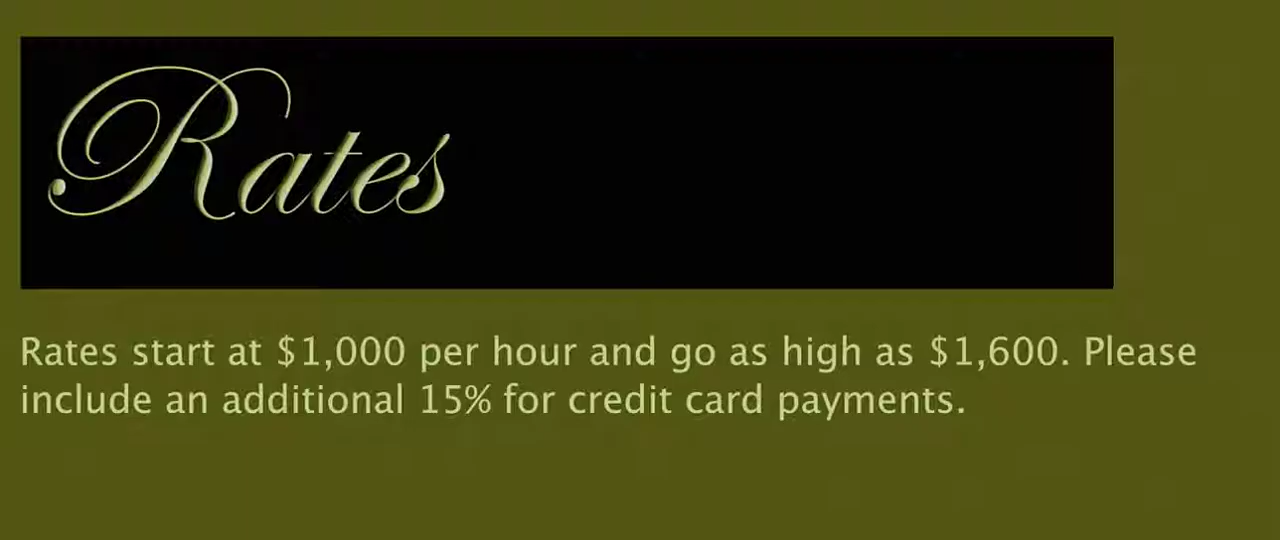 Rates
Rates start at $1,000 per hour and go as high as $1,600. Please
include an additional 15% for credit card payments.